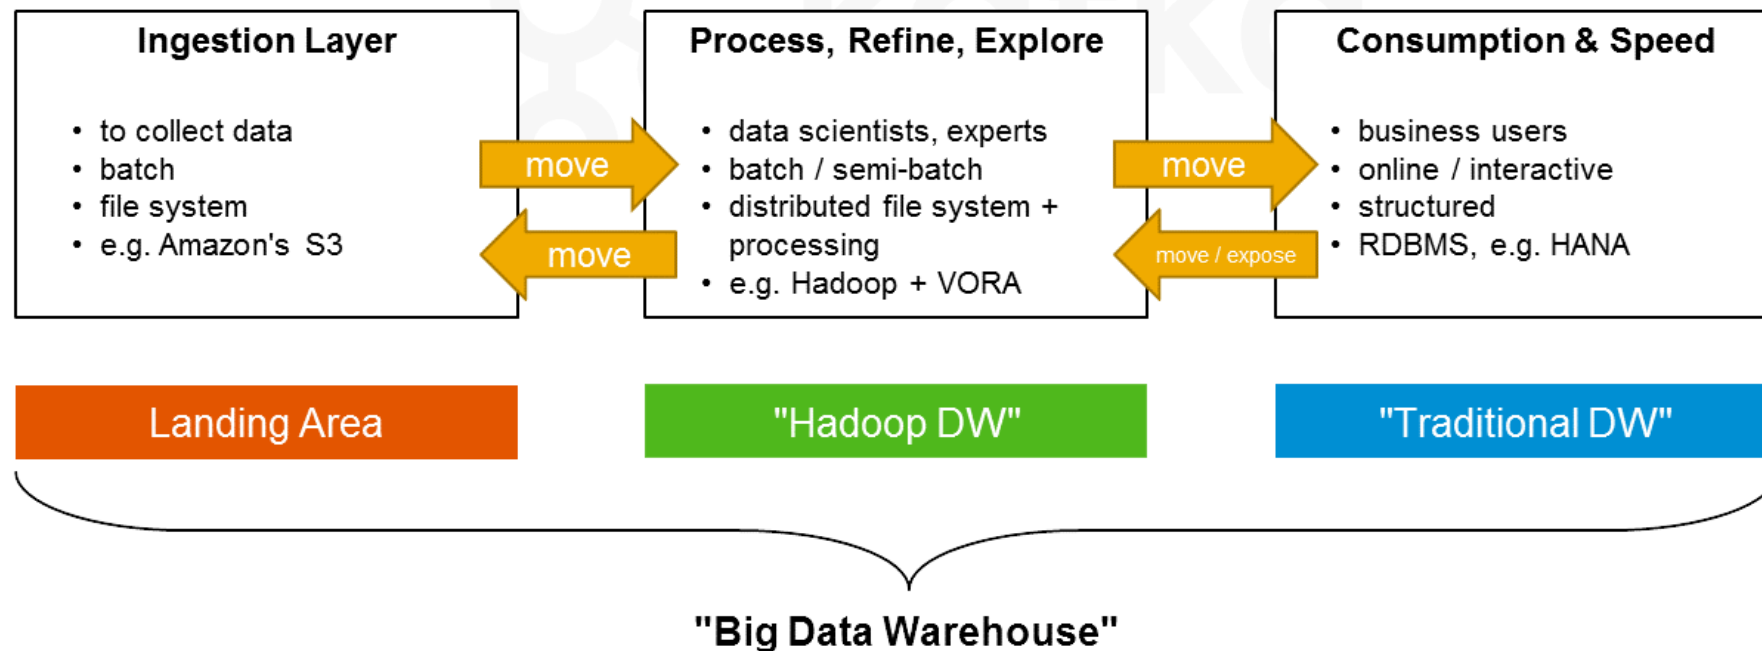 Ingestion Layer
• to collect data
• batch
• file system
• e.g. Amazon's S3
move
move
Process, Refine, Explore
• data scientists, experts
• batch / semi-batch
• distributed file system +
processing
• e.g. Hadoop + VORA
move
move / expose
Consumption & Speed
• business users
• online / interactive
• structured
• RDBMS, e.g. HANA
Landing Area
"Hadoop DW"
"Traditional DW"
"Big Data Warehouse"